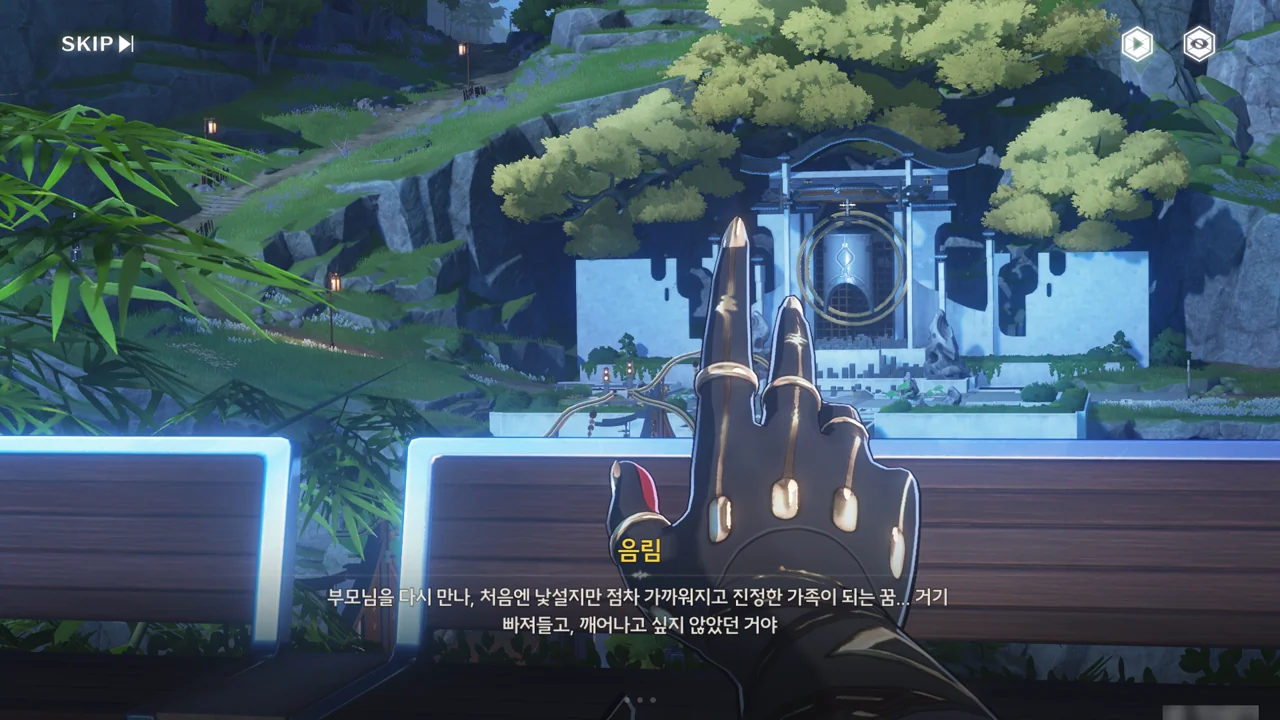 SKIP
음림
부모님을 다시 만나, 처음엔 낯설지만 점차 가까워지고 진정한 가족이 되는 꿈... 거기
빠져들고, 깨어나고 싶지 않았던 거야